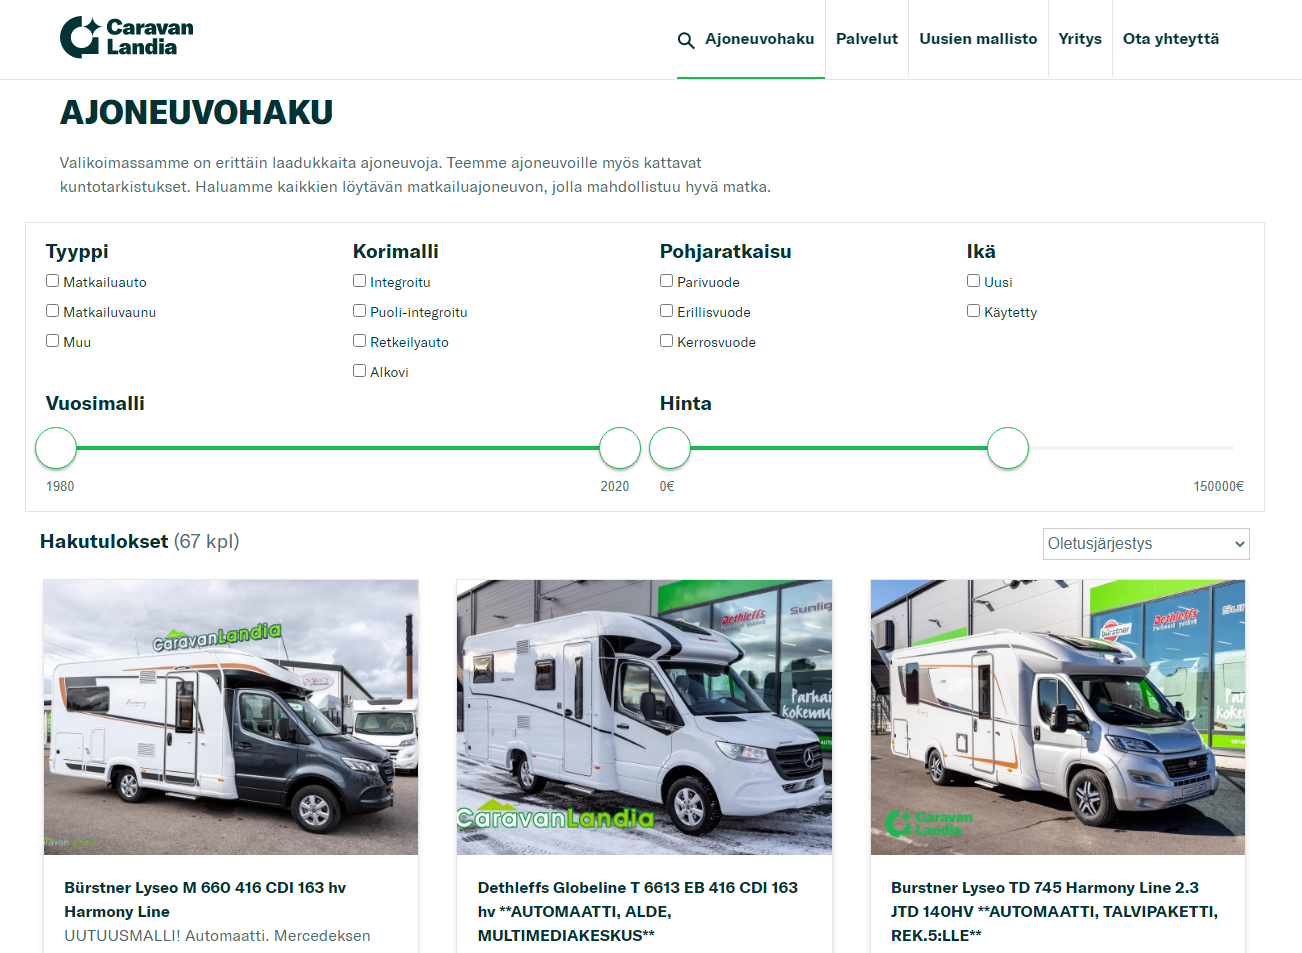 Caravan
Landia
Ajoneuvohaku
Palvelut
Uusien mallisto
Yritys
Ota yhteyttä
AJONEUVOHAKU
Valikoimassamme on erittäin laadukkaita ajoneuvoja. Teemme ajoneuvoille myös kattavat
kuntotarkistukset. Haluamme kaikkien löytävän matkailuajoneuvon, jolla mahdollistuu hyvä matka.
Tyyppi
Matkailuauto
Matkailuvaunu
Muu
Korimalli
Integroitu
Puoli-integroitu
Retkeilyauto
Alkovi
Pohjaratkaisu
Parivuode
Erillisvuode
Kerrosvuode
Ikä
Uusi
Käytetty
Vuosimalli
1980
2020
Hinta
0€
150000€
Hakutulokset (67 kpl)
Oletusjärjestys
CaravanLandia
Dethleffs
Sunlig
Parhai
kokemu
CaravanLandia
bürstner
Dethleffs
Caravan
Landia
Bürstner Lyseo M 660 416 CDI 163 hv
Harmony Line
UUTUUSMALLI! Automaatti. Mercedeksen
Dethleffs Globeline T 6613 EB 416 CDI 163
hv **AUTOMAATTI, ALDE,
MULTIMEDIAKESKUS**
Burstner Lyseo TD 745 Harmony Line 2.3
JTD 140HV **AUTOMAATTI, TALVIPAKETTI,
REK.5:LLE**